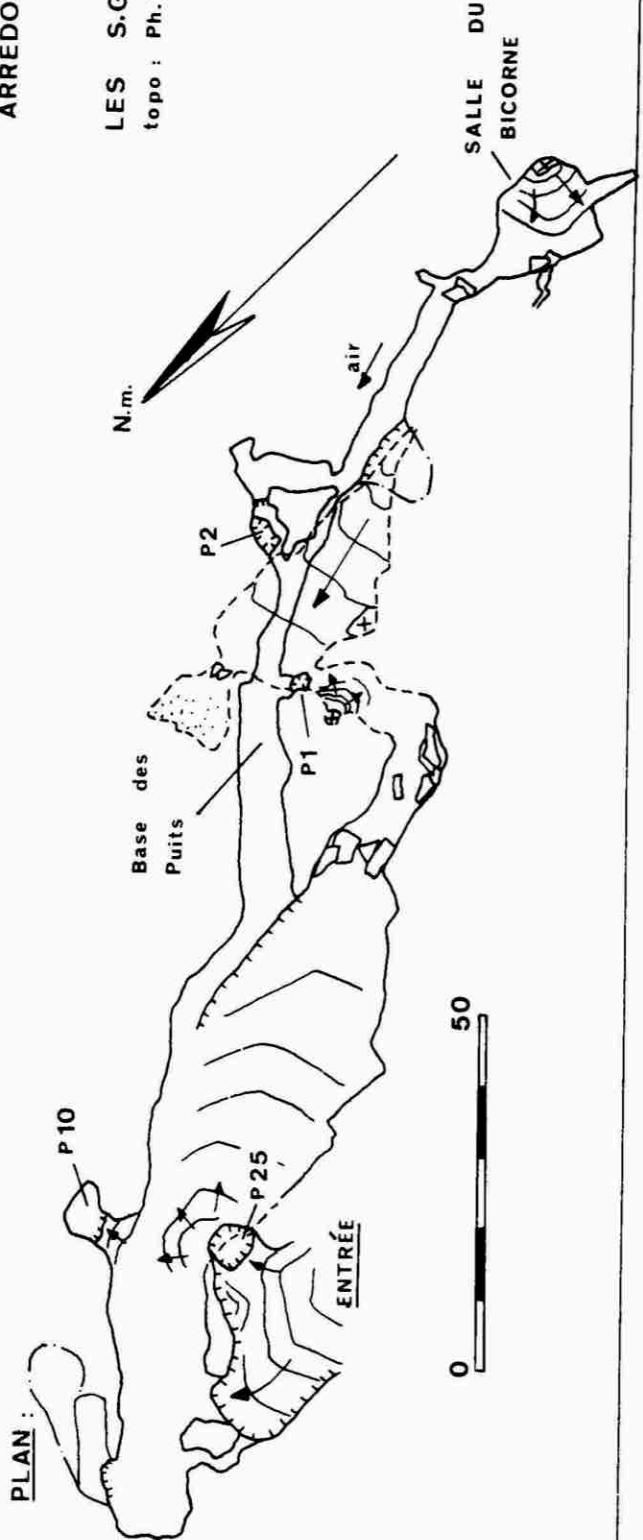 ARREDO
LES S.G
topo : Ph.
PLAN :
P10
P25
ENTRÉE
0
50
Base des
Puits
P1
P2
N.m.
air
SALLE DU
BICORNE